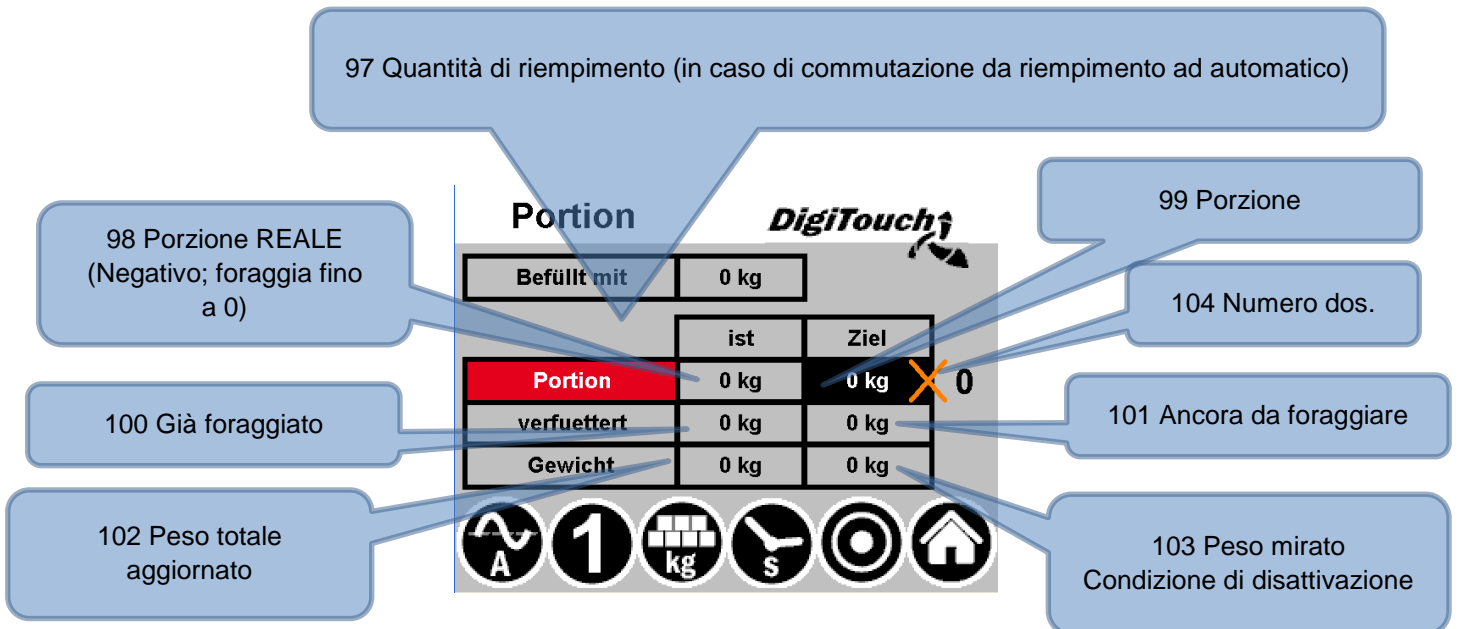 97 Quantità di riempimento (in caso di commutazione da riempimento ad automatico)
98 Porzione REALE
(Negativo; foraggia fino
a 0)
Portion
DigiTouch
99 Porzione
Befüllt mit 0 kg
104 Numero dos.
ist Ziel
Portion 0 kg 0 kg 0
100 Già foraggiato
verfuettert 0 kg 0 kg
101 Ancora da foraggiare
Gewicht 0 kg 0 kg
102 Peso totale
aggiornato
A 1 kg s
103 Peso mirato
Condizione di disattivazione